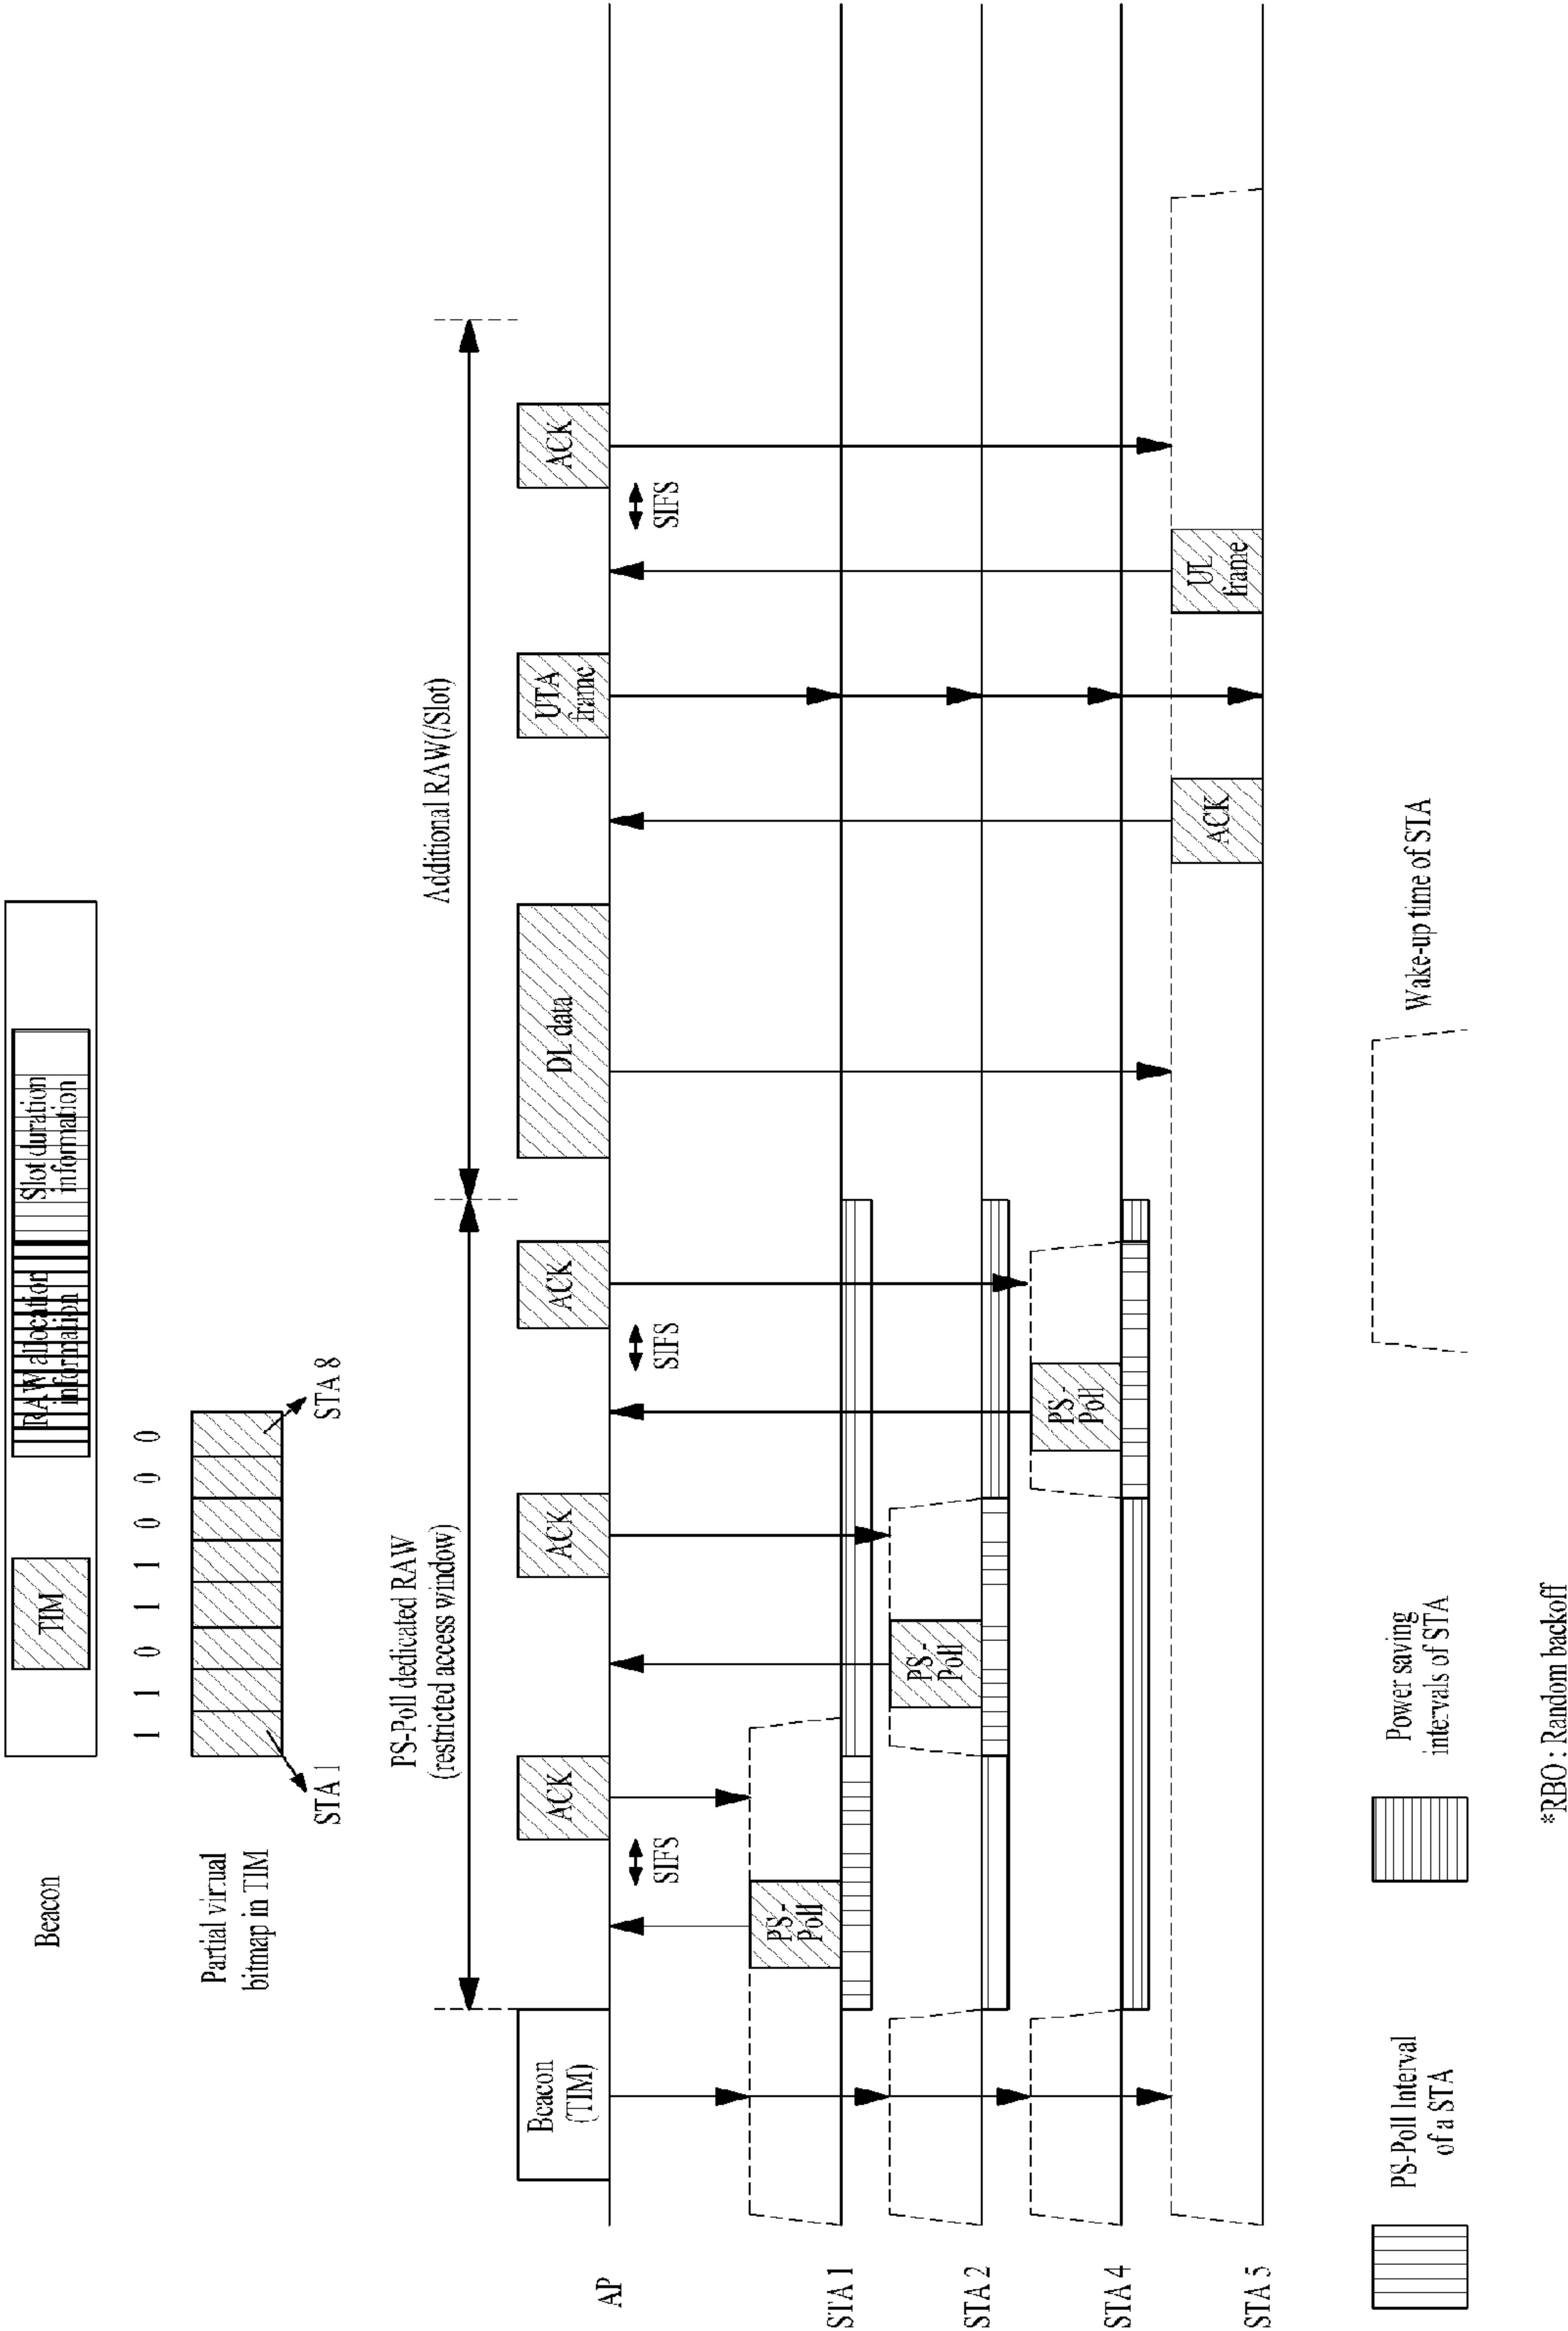 Beacon
TIM
RAW allocation
information
Slot duration
information
Partial virtual
bitmap in TIM
1 1 0 1 1 0 0 0
STA 1
STA 8
PS-Poll dedicated RAW
(restricted access window)
Additional RAW(/Slot)
AP
Beacon
(TIM)
ACK
ACK
ACK
DL data
UTA
frame
ACK
SIFS
SIFS
SIFS
STA 1
PS-
Poll
STA 2
PS-
Poll
STA 4
PS-
Poll
STA 5
ACK
UL
frame
PS-Poll Interval
of a STA
Power saving
intervals of STA
Wake-up time of STA
*RBO : Random backoff